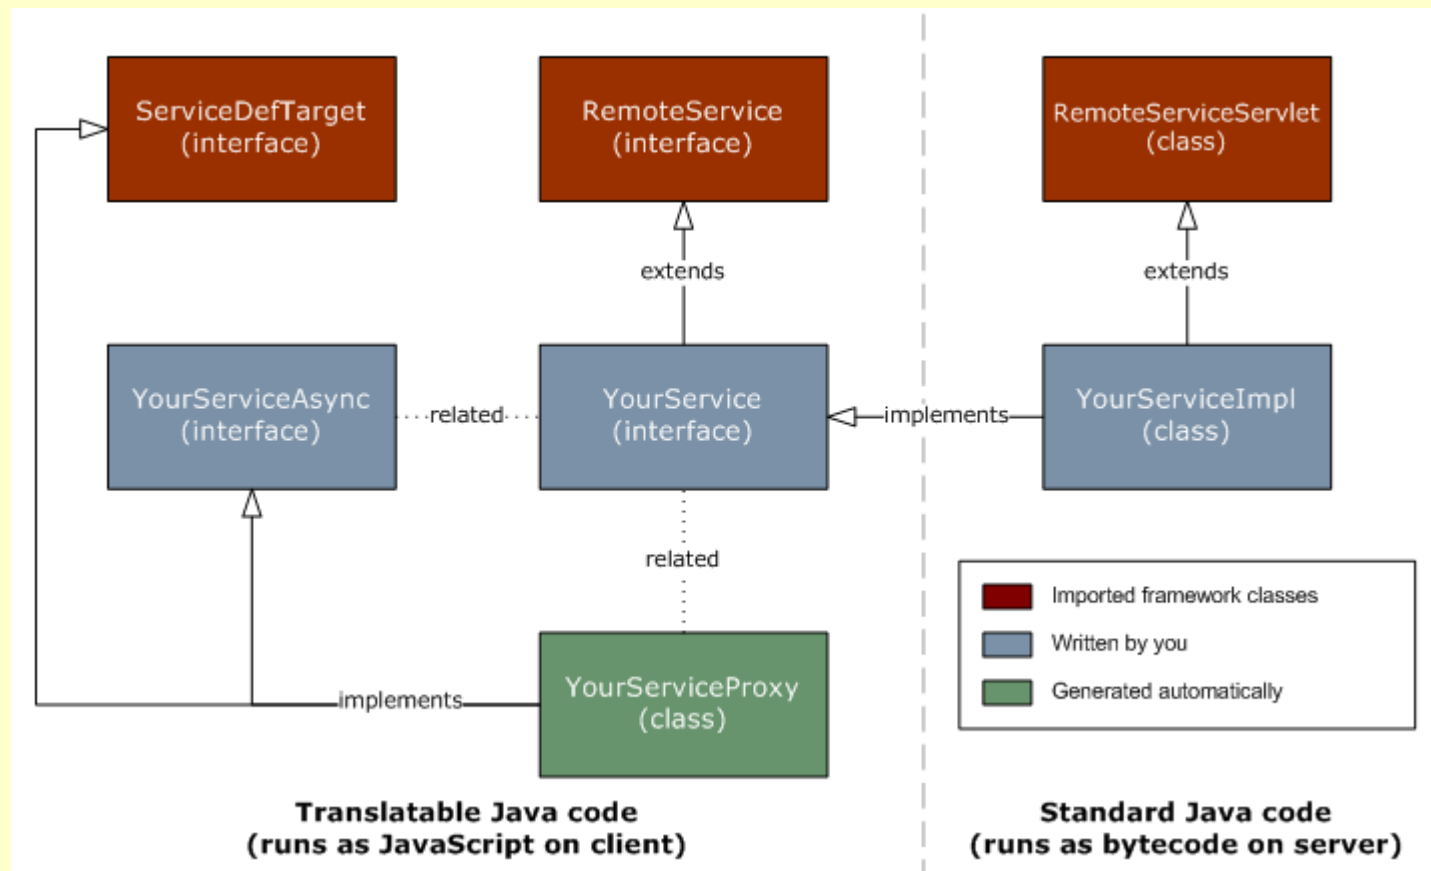 ServiceDefTarget
(interface)
RemoteService
(interface)
RemoteServiceServlet
(class)
extends
extends
YourServiceAsync
(interface)
related
YourService
(interface)
implements
YourServiceImpl
(class)
related
Imported framework classes
Written by you
Generated automatically
implements
YourServiceProxy
(class)
Translatable Java code
(runs as JavaScript on client)
Standard Java code
(runs as bytecode on server)